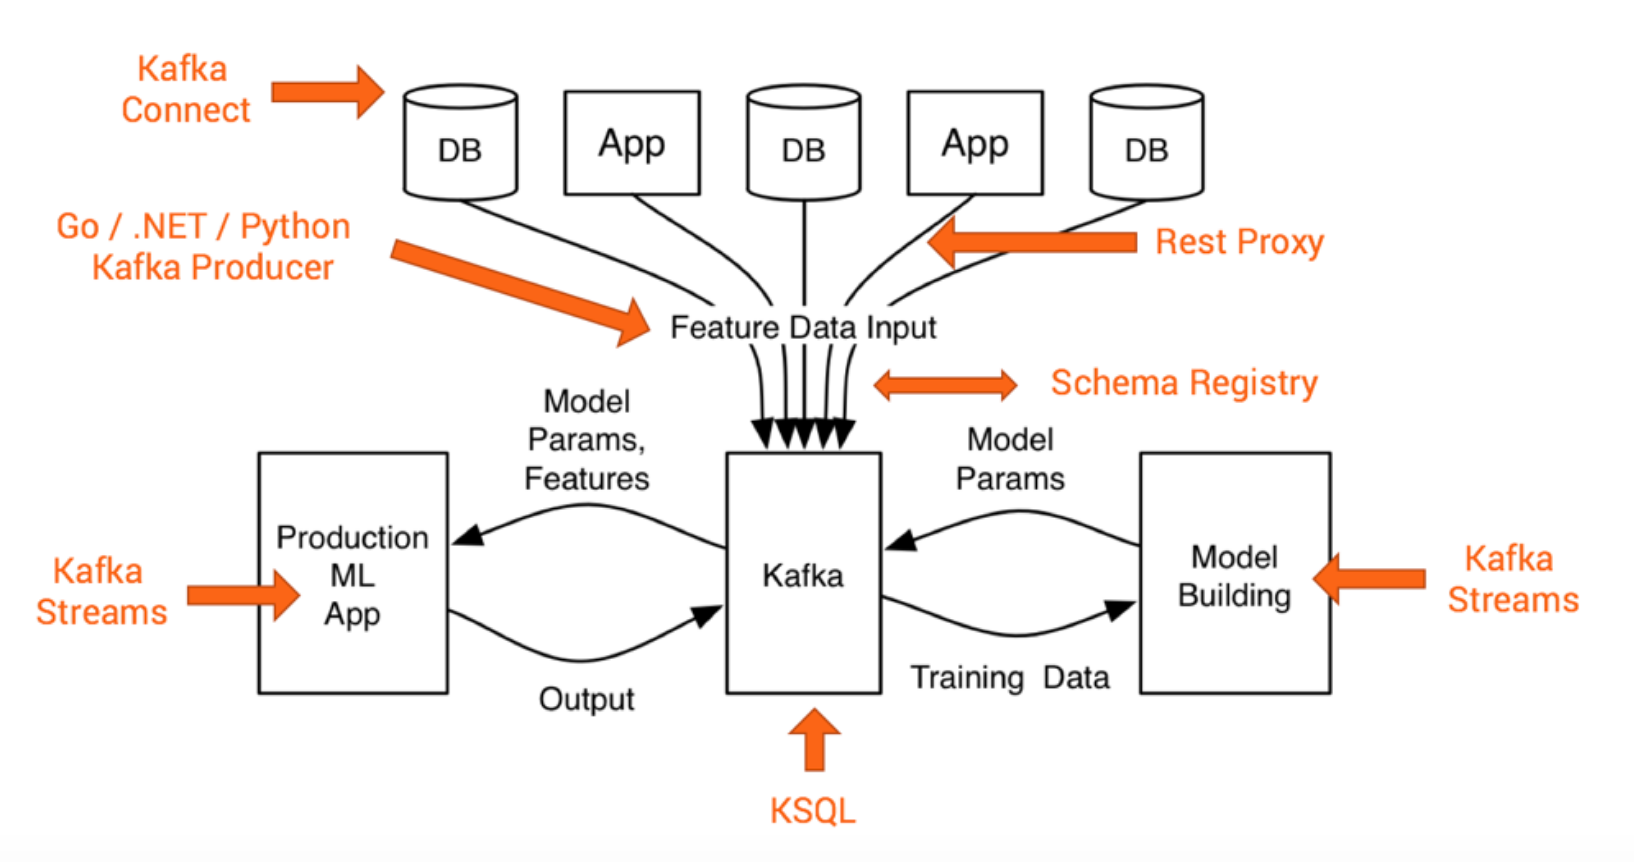 Kafka
Connect
DB
App
DB
App
DB
Go / .NET / Python
Kafka Producer
Rest Proxy
Feature Data Input
Schema Registry
Model
Params,
Features
Model
Params
Production
ML
App
Kafka
Model
Building
Kafka
Streams
Kafka
Streams
Output
Training Data
KSQL